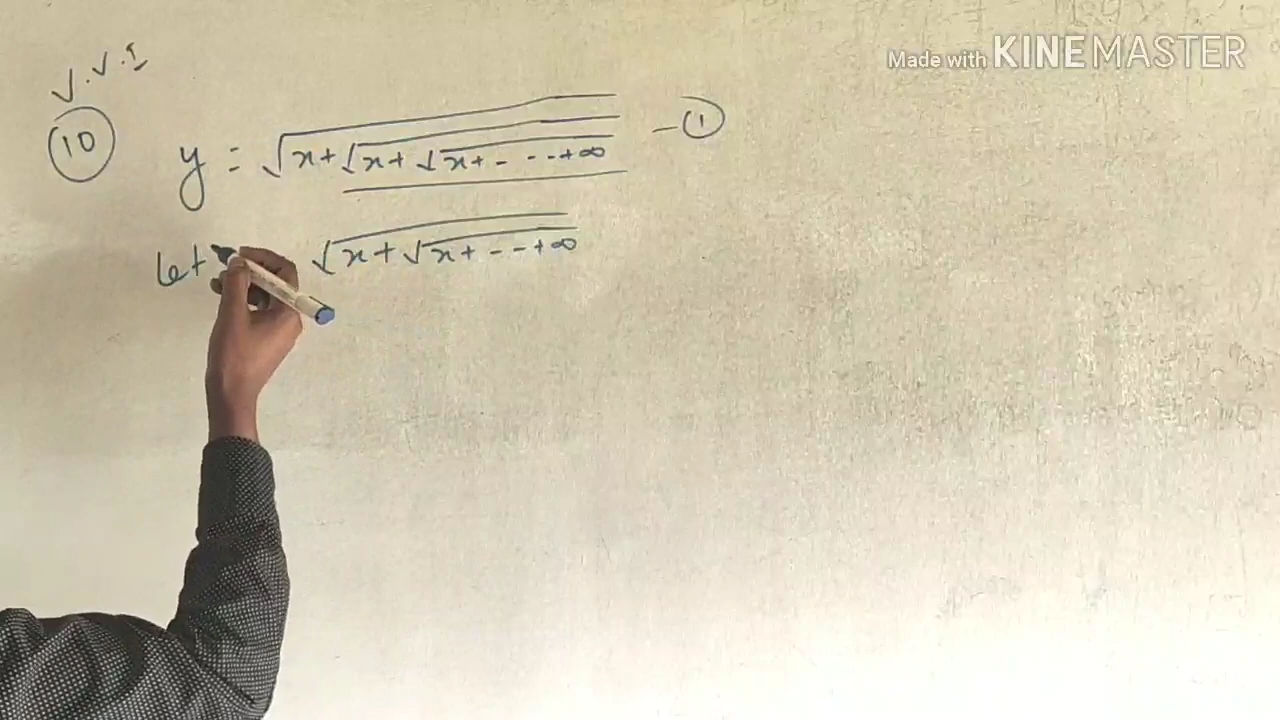 Made with KINEMASTER
V.V.I
10 y = √(x+√(x+√(x+- - - -+∞ - 1
Let √(x+√(x+- - -+∞